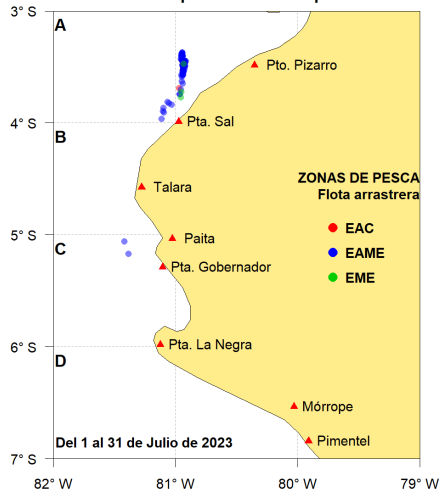 3° S
A
Pto. Pizarro
4° S
Pta. Sal
B
ZONAS DE PESCA
Flota arrastrera
Talara
EAC
5° S
Paita
C
EAME
Pta. Gobernador
EME
6° S
Pta. La Negra
D
Mórrope
Del 1 al 31 de Julio de 2023
Pimentel
7° S
82° W
81° W
80° W
79° W